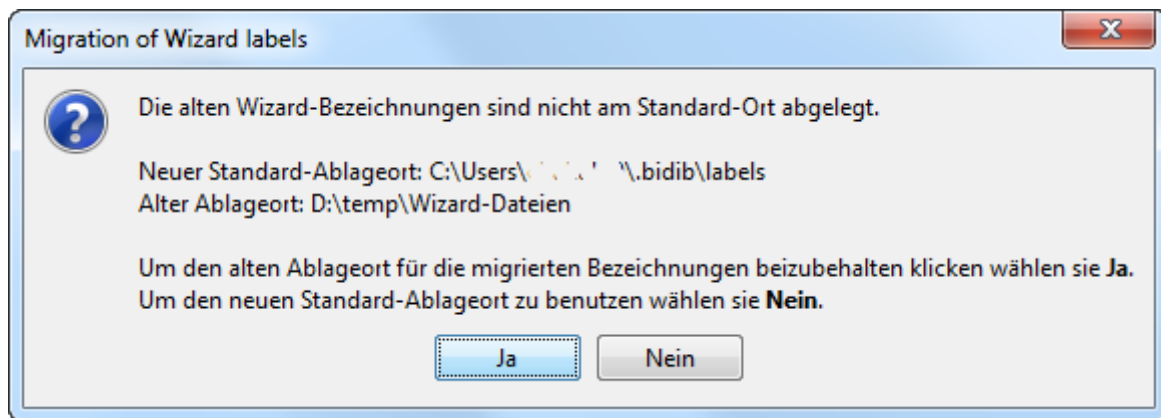 Migration of Wizard labels
Die alten Wizard-Bezeichnungen sind nicht am Standard-Ort abgelegt.
Neuer Standard-Ablageort: C:\Users\ \.bidib\labels
Alter Ablageort: D:\temp\Wizard-Dateien
Um den alten Ablageort für die migrierten Bezeichnungen beizubehalten klicken wählen sie Ja.
Um den neuen Standard-Ablageort zu benutzen wählen sie Nein.
Ja
Nein